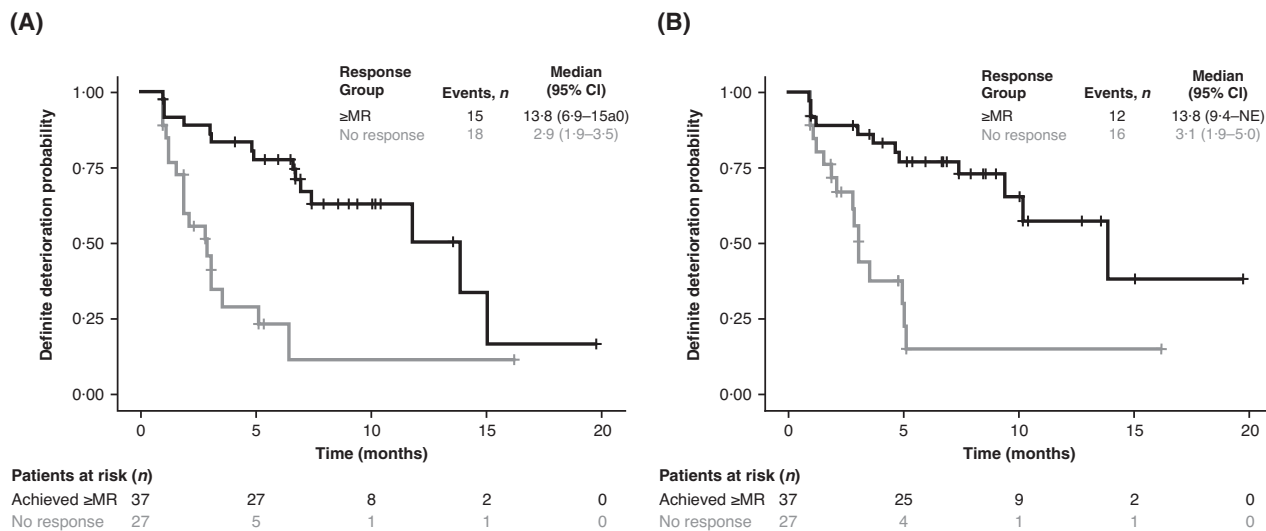 (A)
Definite deterioration probability
1·00
0·75
0·50
0·25
0·00
Response Group Events, n Median (95% CI)
≥MR 15 13·8 (6·9–15a0)
No response 18 2·9 (1·9–3·5)
0 5 10 15 20
Time (months)
Patients at risk (n)
Achieved ≥MR 37 27 8 2 0
No response 27 5 1 1 0
(B)
Definite deterioration probability
1·00
0·75
0·50
0·25
0·00
Response Group Events, n Median (95% CI)
≥MR 12 13·8 (9·4–NE)
No response 16 3·1 (1·9–5·0)
0 5 10 15 20
Time (months)
Patients at risk (n)
Achieved ≥MR 37 25 9 2 0
No response 27 4 1 1 0